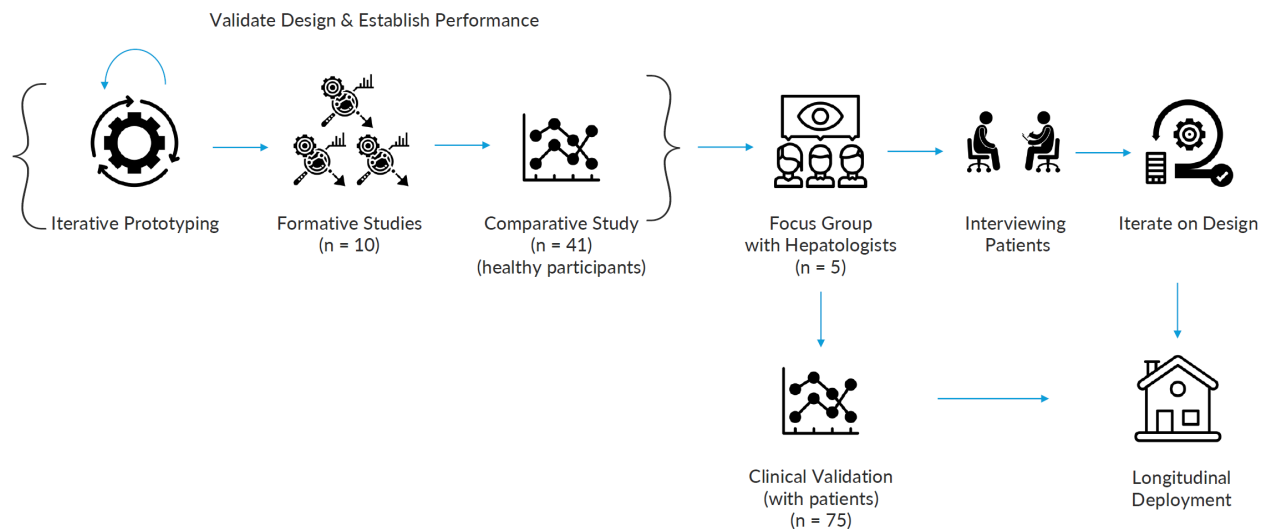 Validate Design & Establish Performance
Iterative Prototyping
Formative Studies
(n = 10)
Comparative Study
(n = 41)
(healthy participants)
Focus Group
with Hepatologists
(n = 5)
Interviewing
Patients
Iterate on Design
Clinical Validation
(with patients)
(n = 75)
Longitudinal
Deployment